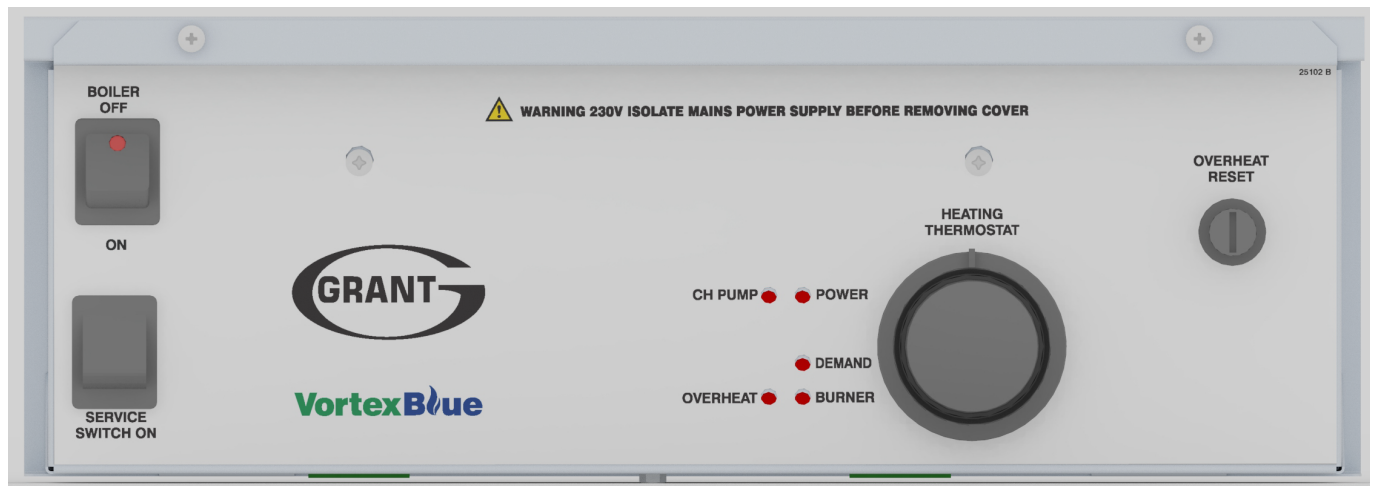 25102 B
BOILER
OFF
WARNING 230V ISOLATE MAINS POWER SUPPLY BEFORE REMOVING COVER
OVERHEAT
RESET
HEATING
THERMOSTAT
ON
GRANT
CH PUMP
POWER
DEMAND
OVERHEAT
BURNER
VortexBlue
SERVICE
SWITCH ON